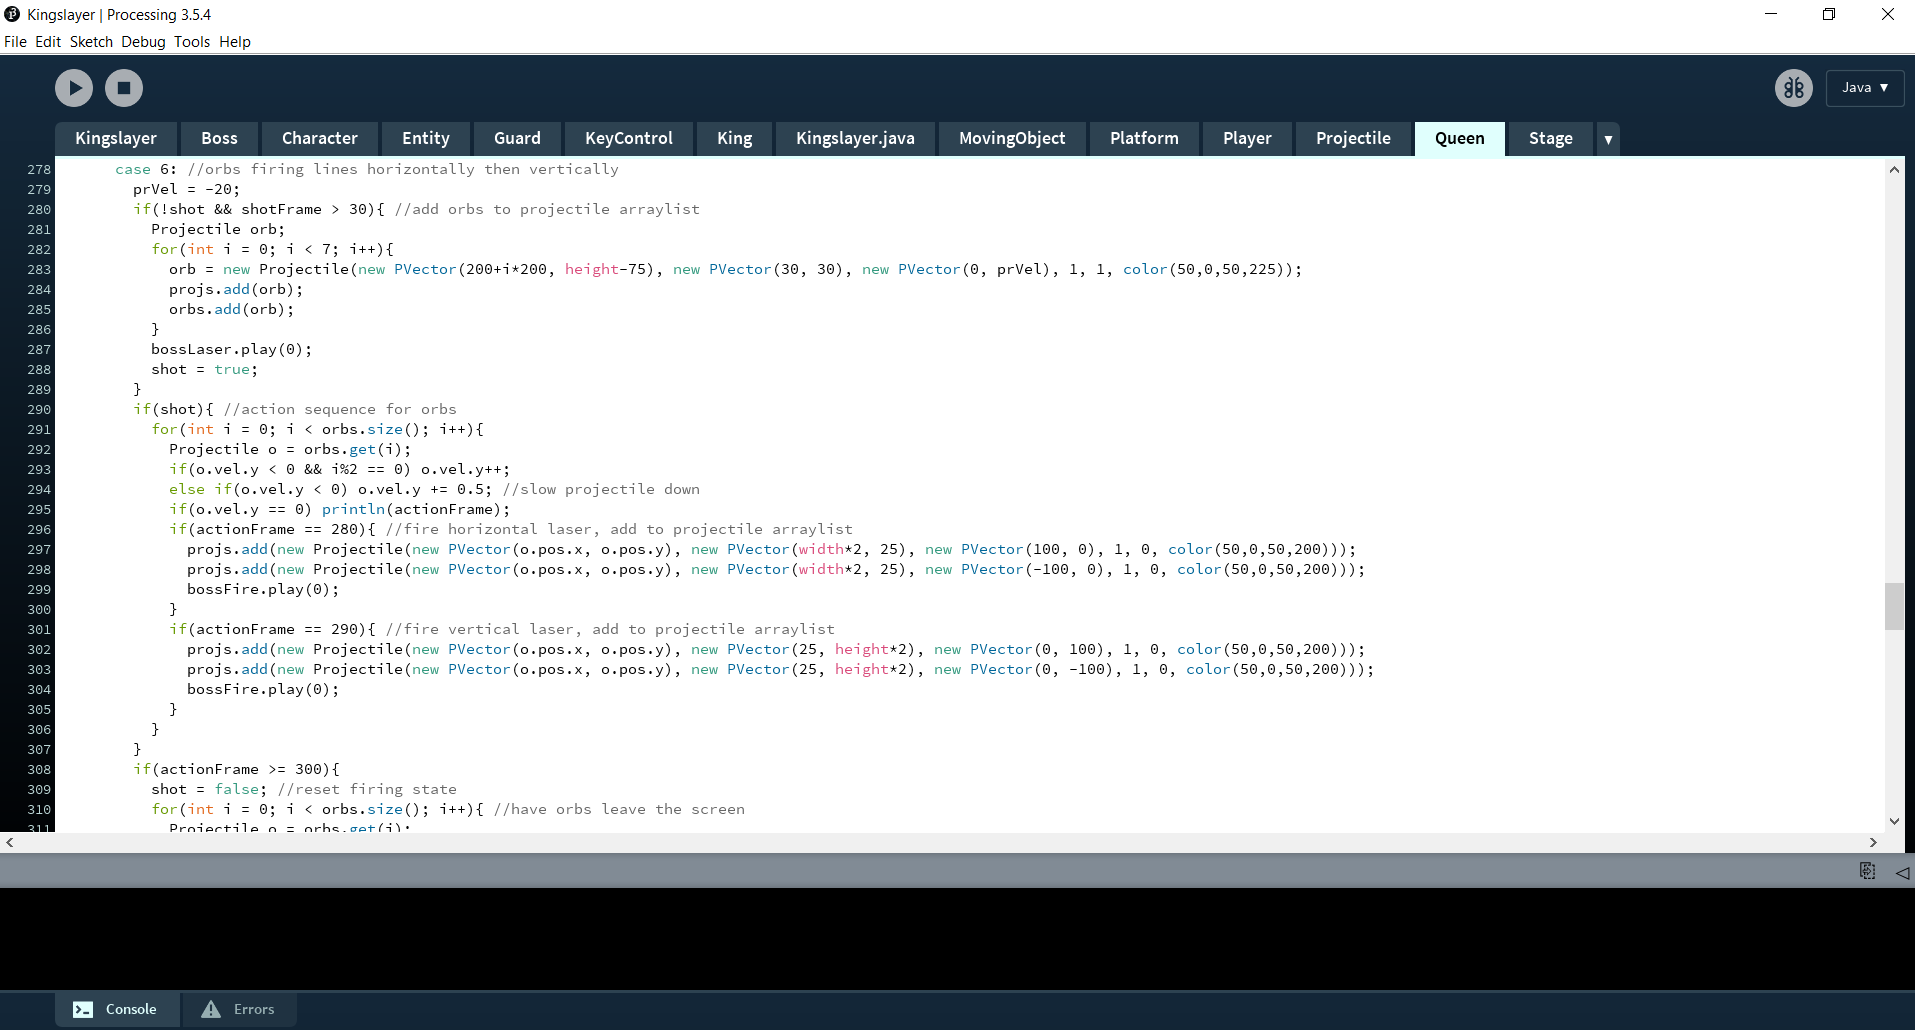 Kingslayer | Processing 3.5.4
File Edit Sketch Debug Tools Help
Java ▼
Kingslayer Boss Character Entity Guard KeyControl King Kingslayer.java MovingObject Platform Player Projectile Queen Stage ▼
278 case 6: //orbs firing lines horizontally then vertically
279 prVel = -20;
280 if(!shot && shotFrame > 30){ //add orbs to projectile arraylist
281 Projectile orb;
282 for(int i = 0; i < 7; i++){
283 orb = new Projectile(new PVector(200+i*200, height-75), new PVector(30, 30), new PVector(0, prVel), 1, 1, color(50,0,50,225));
284 projs.add(orb);
285 orbs.add(orb);
286 }
287 bossLaser.play(0);
288 shot = true;
289 }
290 if(shot){ //action sequence for orbs
291 for(int i = 0; i < orbs.size(); i++){
292 Projectile o = orbs.get(i);
293 if(o.vel.y < 0 && i%2 == 0) o.vel.y++;
294 else if(o.vel.y < 0) o.vel.y += 0.5; //slow projectile down
295 if(o.vel.y == 0) println(actionFrame);
296 if(actionFrame == 280){ //fire horizontal laser, add to projectile arraylist
297 projs.add(new Projectile(new PVector(o.pos.x, o.pos.y), new PVector(width*2, 25), new PVector(100, 0), 1, 0, color(50,0,50,200)));
298 projs.add(new Projectile(new PVector(o.pos.x, o.pos.y), new PVector(width*2, 25), new PVector(-100, 0), 1, 0, color(50,0,50,200)));
299 bossFire.play(0);
300 }
301 if(actionFrame == 290){ //fire vertical laser, add to projectile arraylist
302 projs.add(new Projectile(new PVector(o.pos.x, o.pos.y), new PVector(25, height*2), new PVector(0, 100), 1, 0, color(50,0,50,200)));
303 projs.add(new Projectile(new PVector(o.pos.x, o.pos.y), new PVector(25, height*2), new PVector(0, -100), 1, 0, color(50,0,50,200)));
304 bossFire.play(0);
305 }
306 }
307 }
308 if(actionFrame >= 300){
309 shot = false; //reset firing state
310 for(int i = 0; i < orbs.size(); i++){ //have orbs leave the screen
311 Projectile o = orbs.get(i);
Console Errors